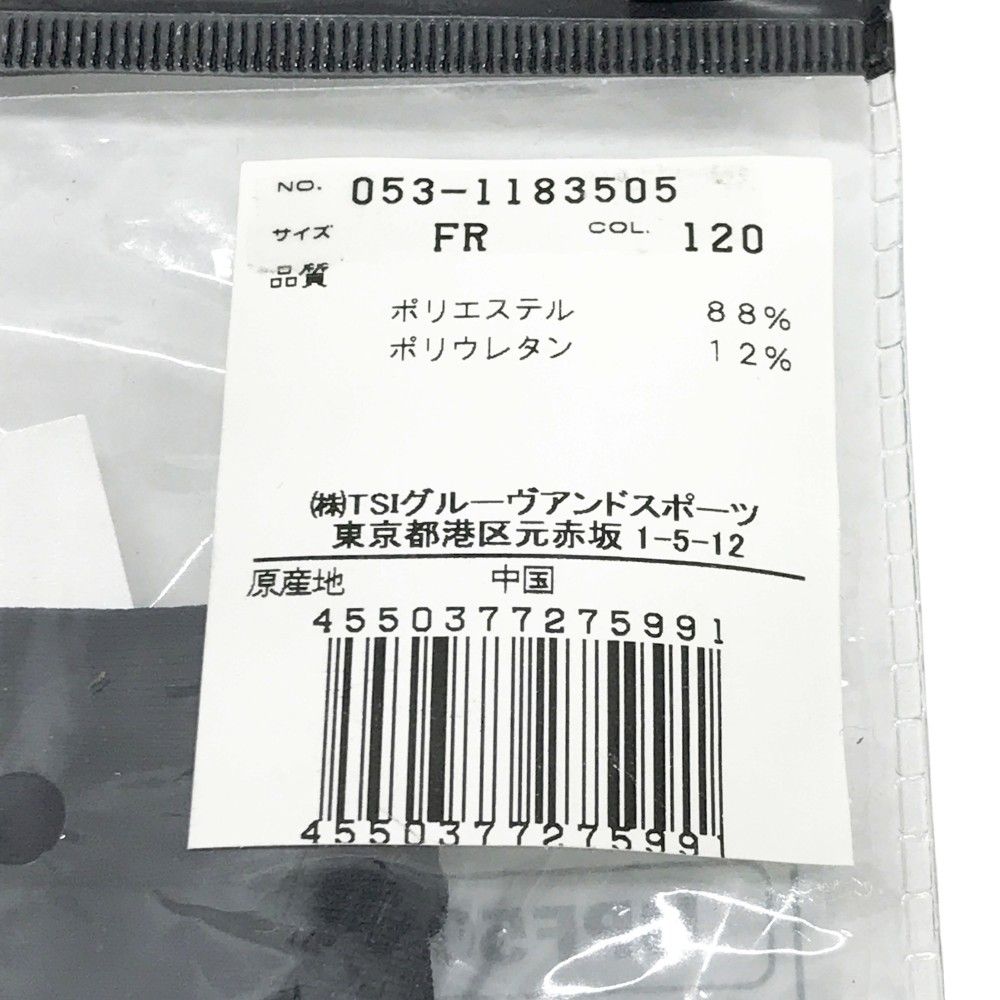 NO. 053-1183505
サイズ FR COL. 120
品質
ポリエステル 88%
ポリウレタン 12%
㈱TSIグルーヴアンドスポーツ
東京都港区元赤坂 1-5-12
原産地 中国
4550377275991
4550377275991